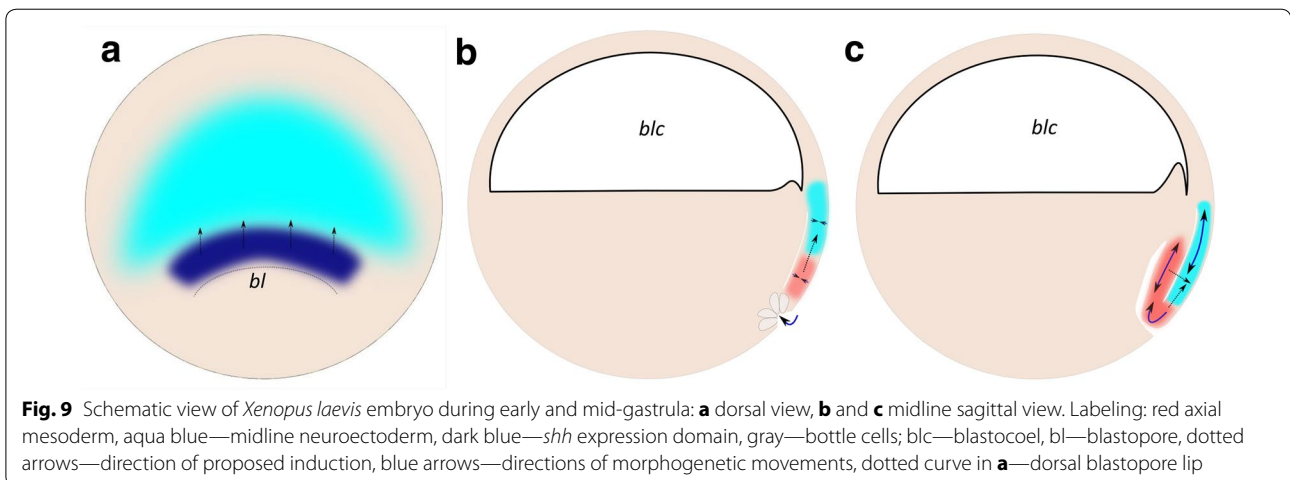 a
b
c
bl
blc
blc
Fig. 9 Schematic view of Xenopus laevis embryo during early and mid-gastrula: a dorsal view, b and c midline sagittal view. Labeling: red axial
mesoderm, aqua blue—midline neuroectoderm, dark blue—shh expression domain, gray—bottle cells; blc—blastocoel, bl—blastopore, dotted
arrows—direction of proposed induction, blue arrows—directions of morphogenetic movements, dotted curve in a—dorsal blastopore lip